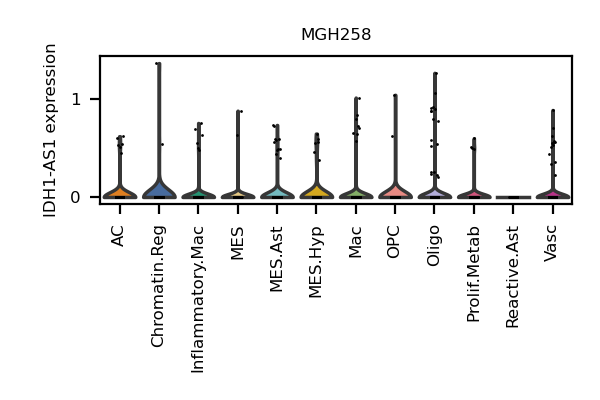 MGH258
IDH1-AS1 expression
1
0
AC
Chromatin.Reg
Inflammatory.Mac
MES
MES.Ast
MES.Hyp
Mac
OPC
Oligo
Prolif.Metab
Reactive.Ast
Vasc